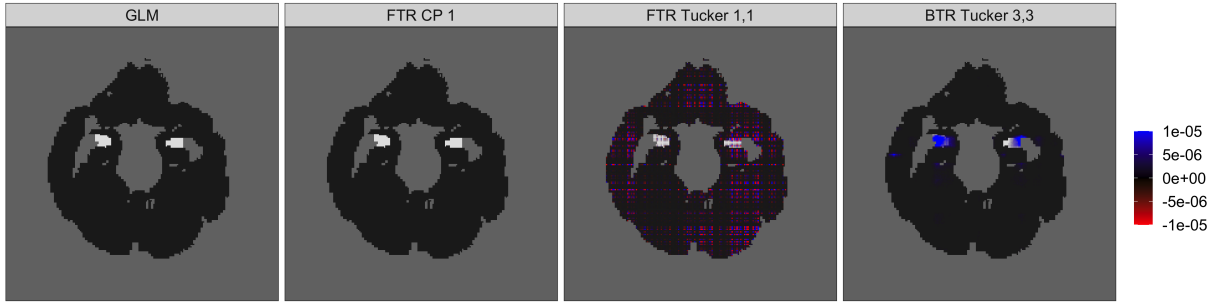 GLM
FTR CP 1
FTR Tucker 1,1
BTR Tucker 3,3
1e-05
5e-06
0e+00
-5e-06
-1e-05